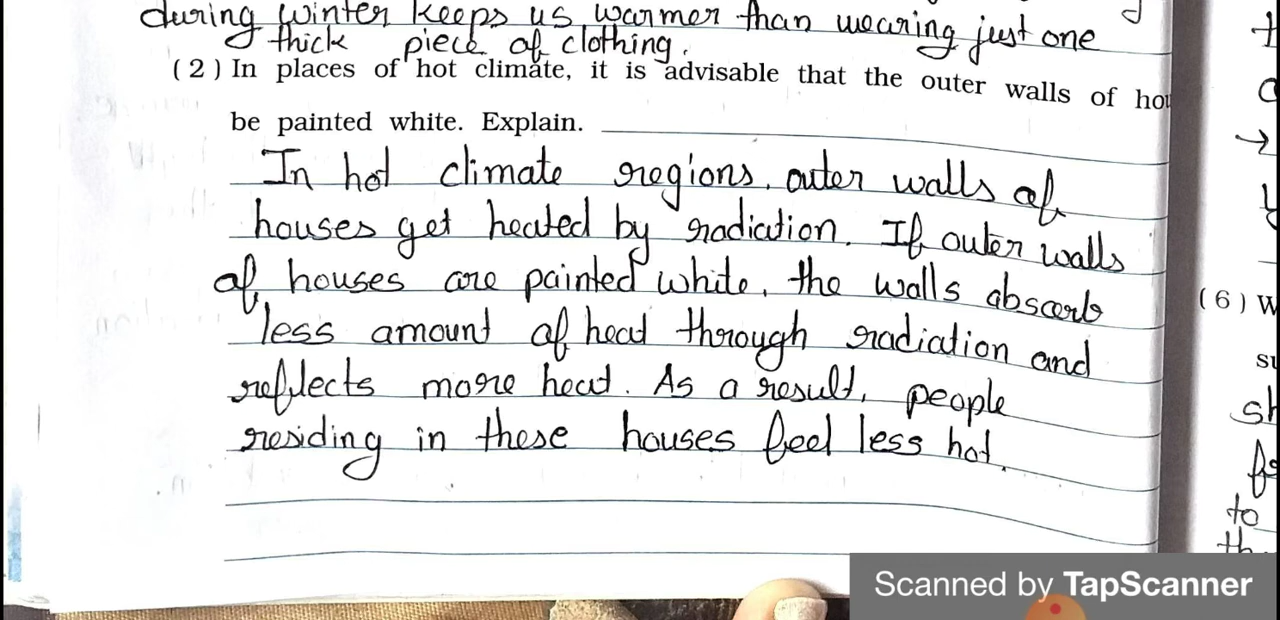 during winter keeps us warmer than wearing just one
thick piece of clothing.
(2) In places of hot climate, it is advisable that the outer walls of
be painted white. Explain.
In hot climate regions, outer walls of
houses get heated by radiation. If outer walls
of houses are painted white, the walls absorb
less amount of heat through radiation and
reflects more heat. As a result, people
residing in these houses feel less hot.
(6)
to
Scanned by TapScanner